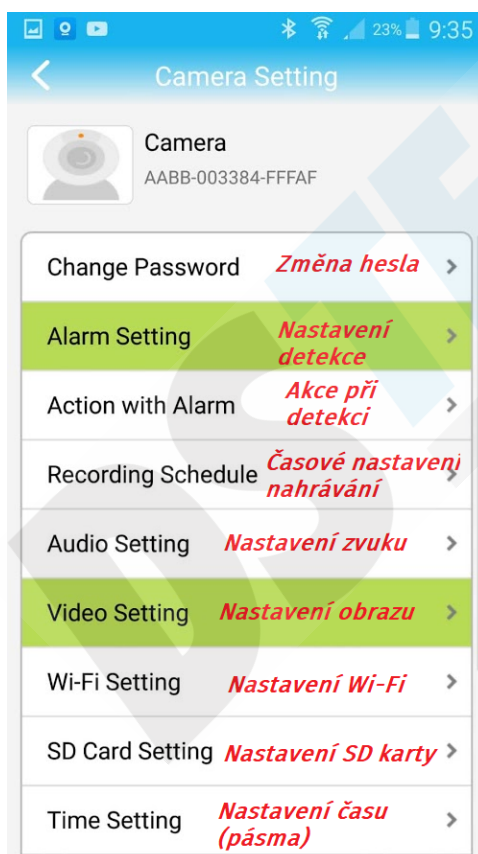 23% 9:35
Camera Setting
Camera
AABB-003384-FFFAF
Change Password Změna hesla
Alarm Setting Nastavení
detekce
Action with Alarm Akce při
detekci
Recording Schedule Časové nastavení
nahrávání
Audio Setting Nastavení zvuku
Video Setting Nastavení obrazu
Wi-Fi Setting Nastavení Wi-Fi
SD Card Setting Nastavení SD karty
Time Setting Nastavení času
(pásma)